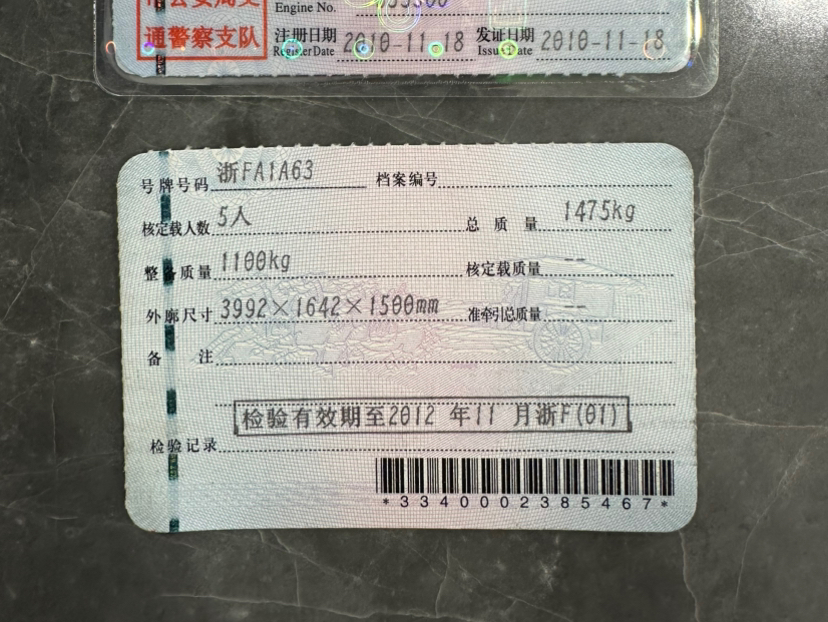 通警察支队
Engine No.
注册日期 2010-11-18 发证日期 2010-11-18
Register Date Issue Date
号牌号码 浙FA1A63 档案编号
核定载人数 5人 总质量 1475kg
整备质量 1100kg 核定载质量 --
外廓尺寸 3992×1642×1500mm 准牵引总质量 --
备注
检验有效期至2012 年11 月浙F(01)
检验记录
*3340002385467*